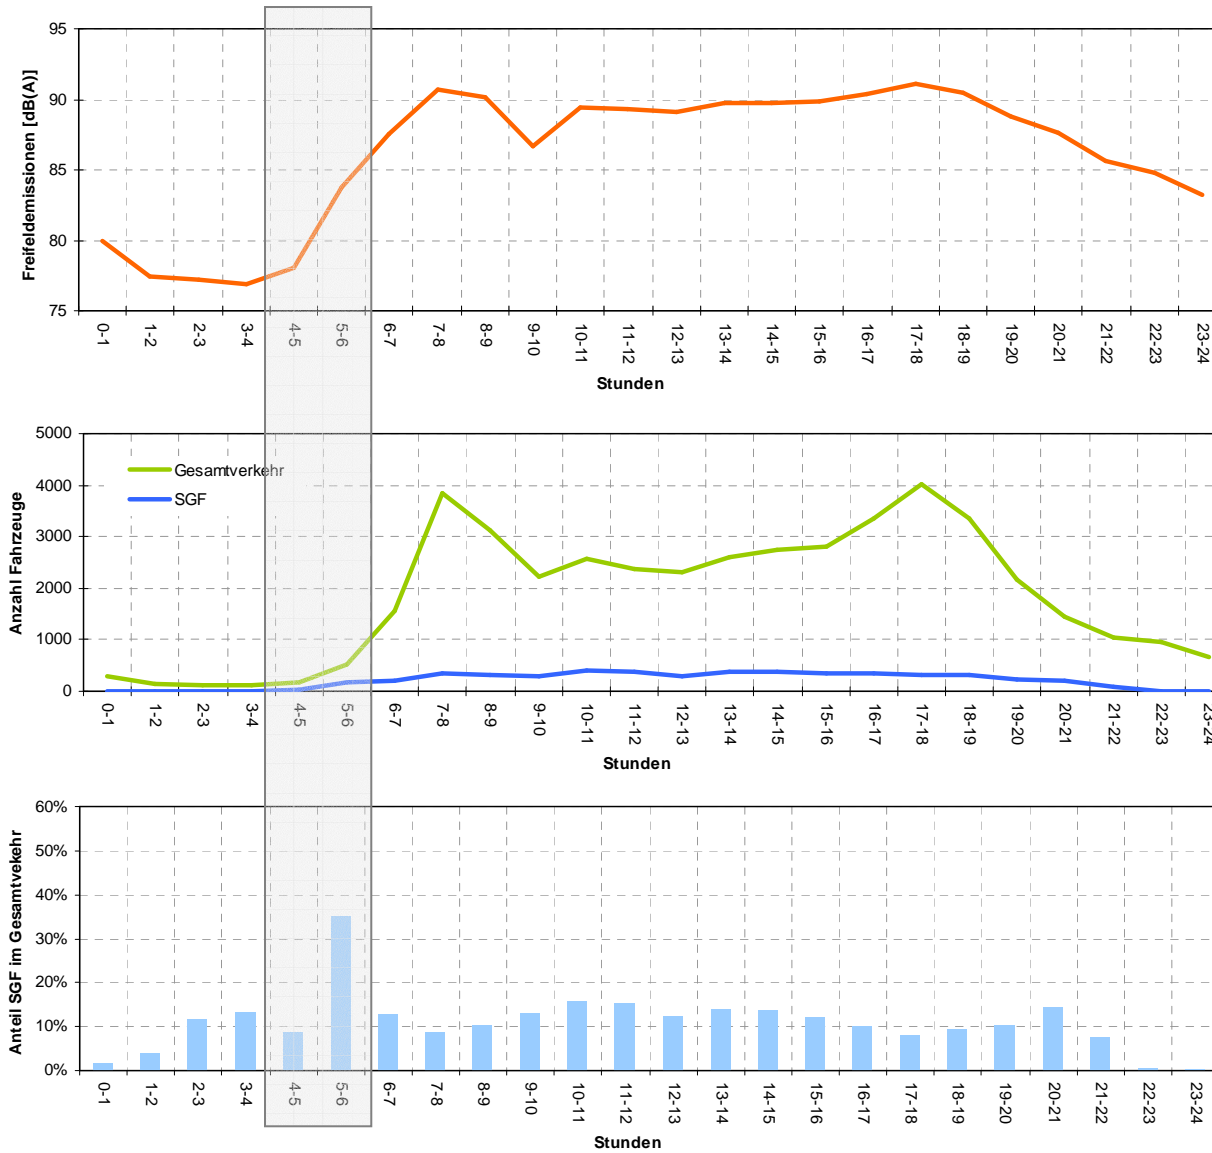 95
90
85
80
75
Freifeldemissionen [dB(A)]
0-1 1-2 2-3 3-4 4-5 5-6 6-7 7-8 8-9 9-10 10-11 11-12 12-13 13-14 14-15 15-16 16-17 17-18 18-19 19-20 20-21 21-22 22-23 23-24
Stunden
5000
4000
3000
2000
1000
0
Anzahl Fahrzeuge
Gesamtverkehr
SGF
0-1 1-2 2-3 3-4 4-5 5-6 6-7 7-8 8-9 9-10 10-11 11-12 12-13 13-14 14-15 15-16 16-17 17-18 18-19 19-20 20-21 21-22 22-23 23-24
Stunden
60%
50%
40%
30%
20%
10%
0%
Anteil SGF im Gesamtvekehr
0-1 1-2 2-3 3-4 4-5 5-6 6-7 7-8 8-9 9-10 10-11 11-12 12-13 13-14 14-15 15-16 16-17 17-18 18-19 19-20 20-21 21-22 22-23 23-24
Stunden